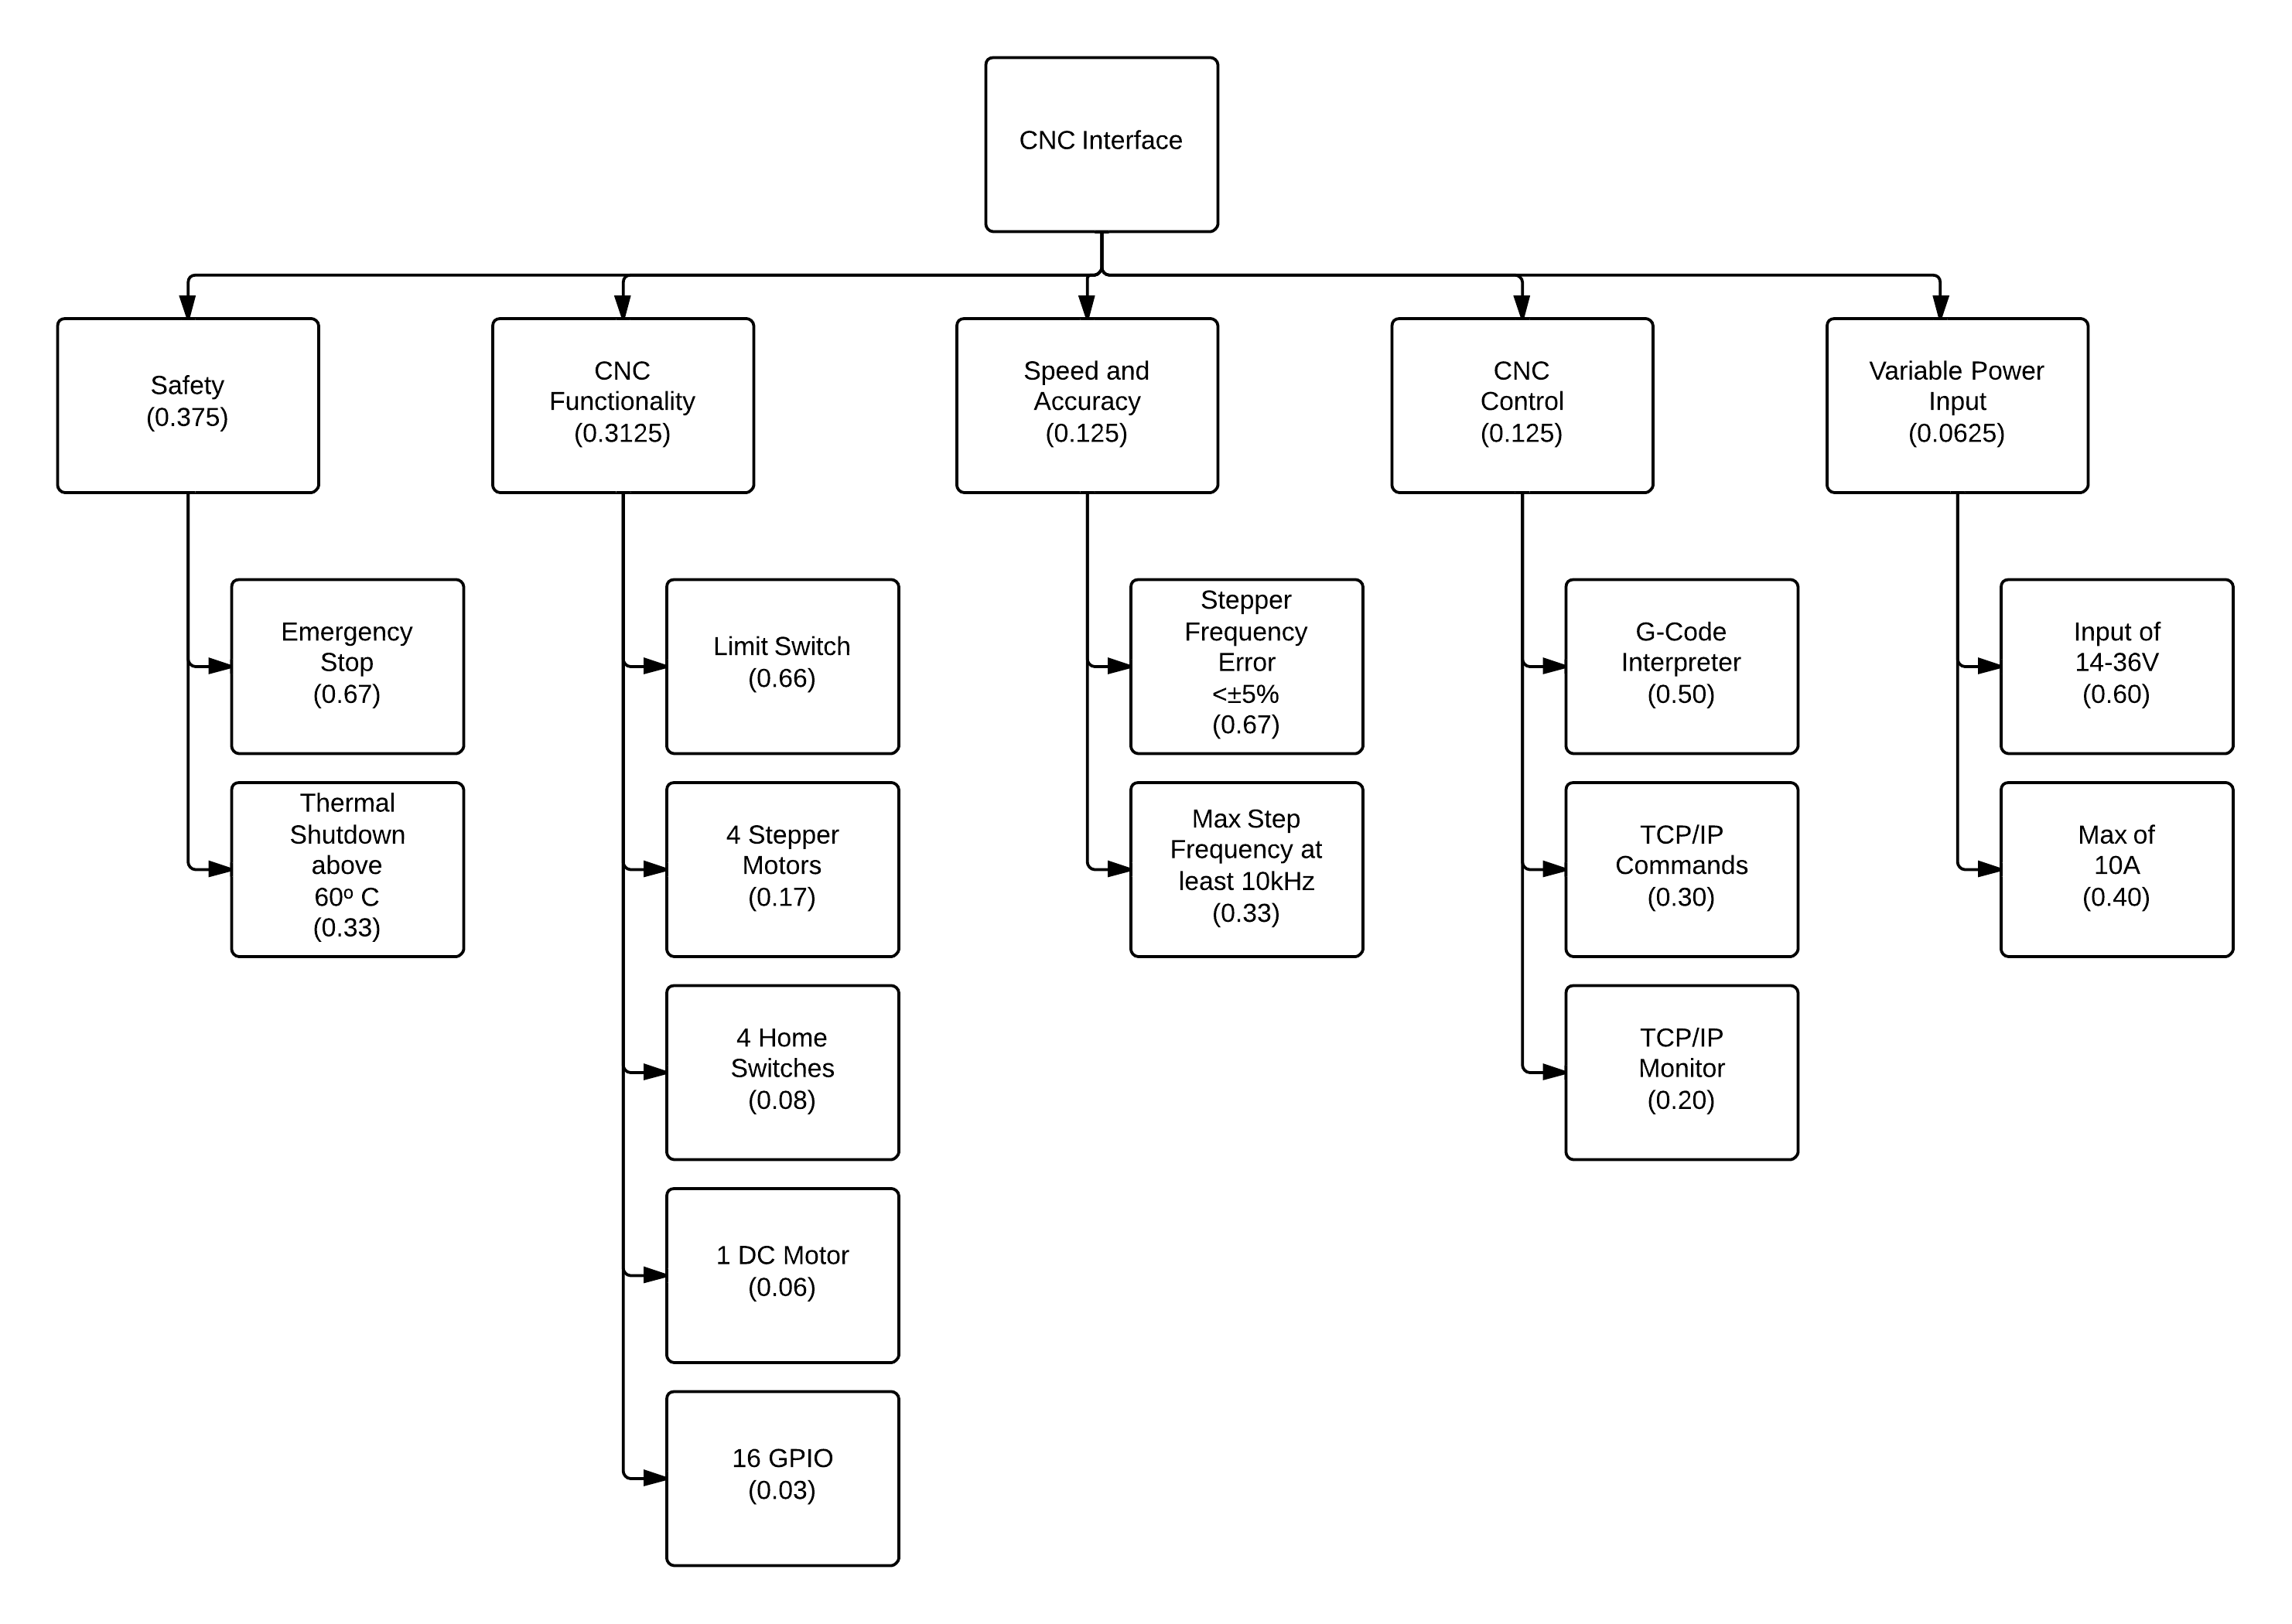 CNC Interface
Safety
(0.375)
CNC
Functionality
(0.3125)
Speed and
Accuracy
(0.125)
CNC
Control
(0.125)
Variable Power
Input
(0.0625)
Emergency
Stop
(0.67)
Thermal
Shutdown
above
60º C
(0.33)
Limit Switch
(0.66)
4 Stepper
Motors
(0.17)
4 Home
Switches
(0.08)
1 DC Motor
(0.06)
16 GPIO
(0.03)
Stepper
Frequency
Error
<±5%
(0.67)
Max Step
Frequency at
least 10kHz
(0.33)
G-Code
Interpreter
(0.50)
TCP/IP
Commands
(0.30)
TCP/IP
Monitor
(0.20)
Input of
14-36V
(0.60)
Max of
10A
(0.40)